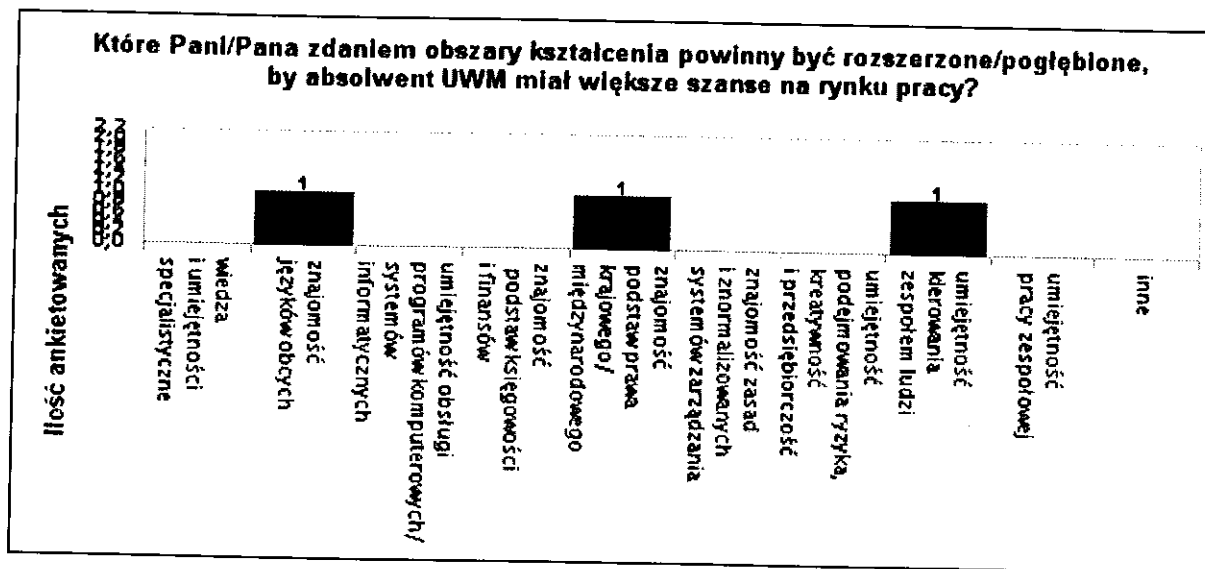 Które Pani/Pana zdaniem obszary kształcenia powinny być rozszerzone/pogłębione,
by absolwent UWM miał większe szanse na rynku pracy?
Ilość ankietowanych
1
1
1
wiedza
i umiejętności
specjalistyczne
znajomość
języków obcych
umiejętność obsługi
programów komputerowych/
systemów
informatycznych
znajomość
podstaw księgowości
i finansów
znajomość
podstaw prawa
krajowego/
międzynarodowego
znajomość zasad
i znormalizowanych
systemów zarządzania
umiejętność
podejmowania ryzyka,
kreatywność
i przedsiębiorczość
umiejętność
kierowania
zespołem ludzi
umiejętność
pracy zespołowej
inne